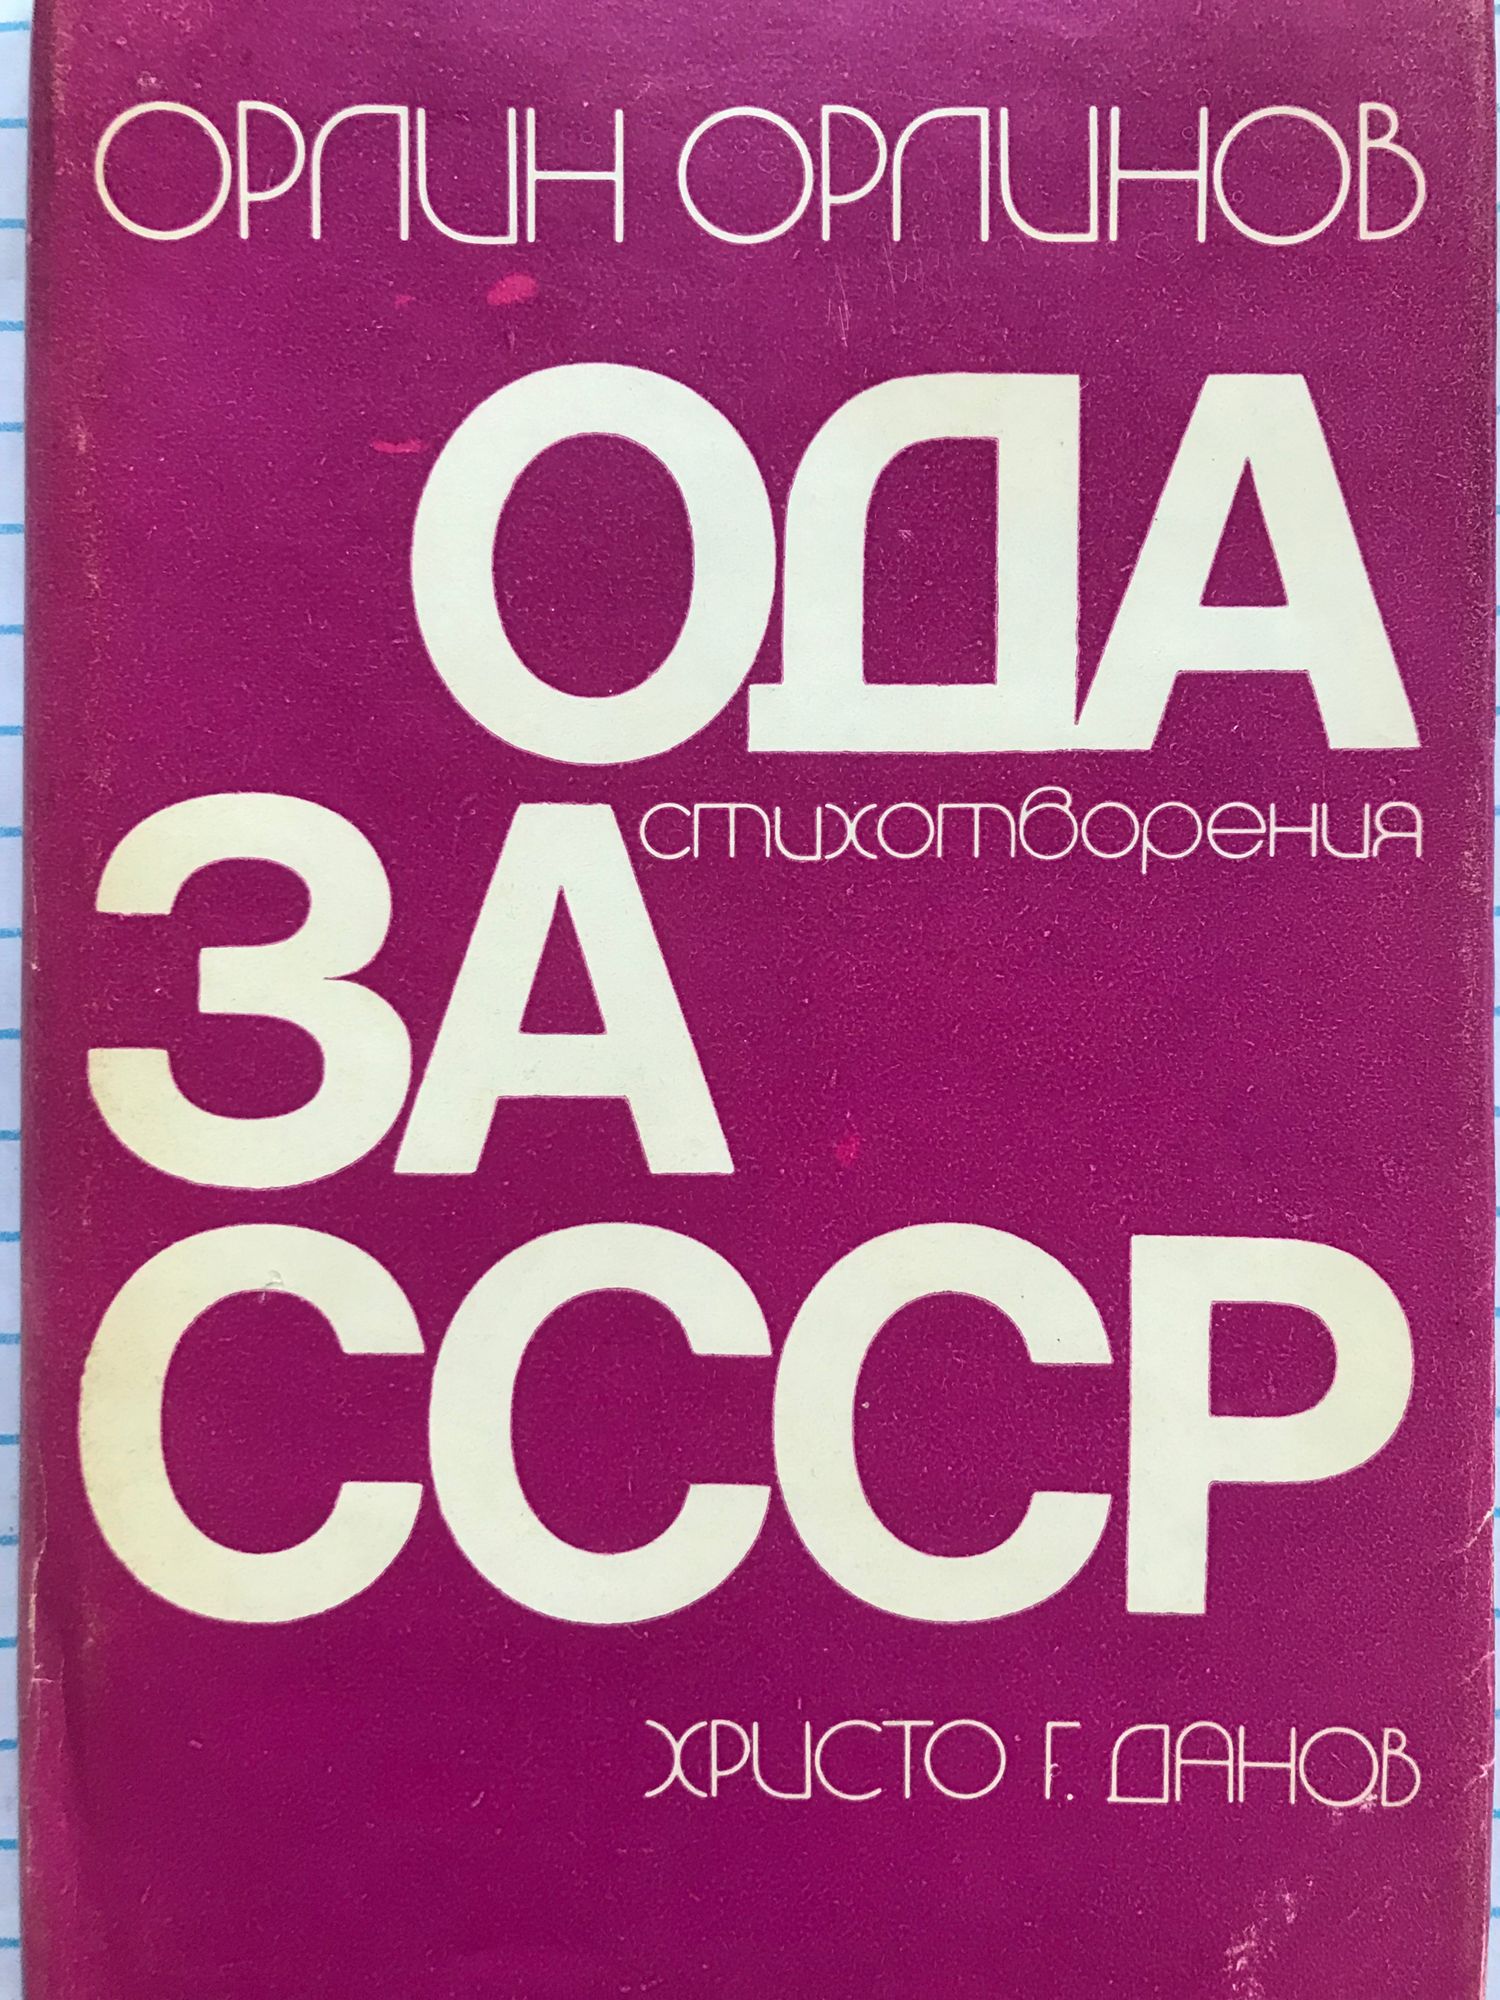 ОРЛИН ОРЛИНОВ
ОДА
стихотворения
ЗА
СССР
ХРИСТО Г. ДАНОВ